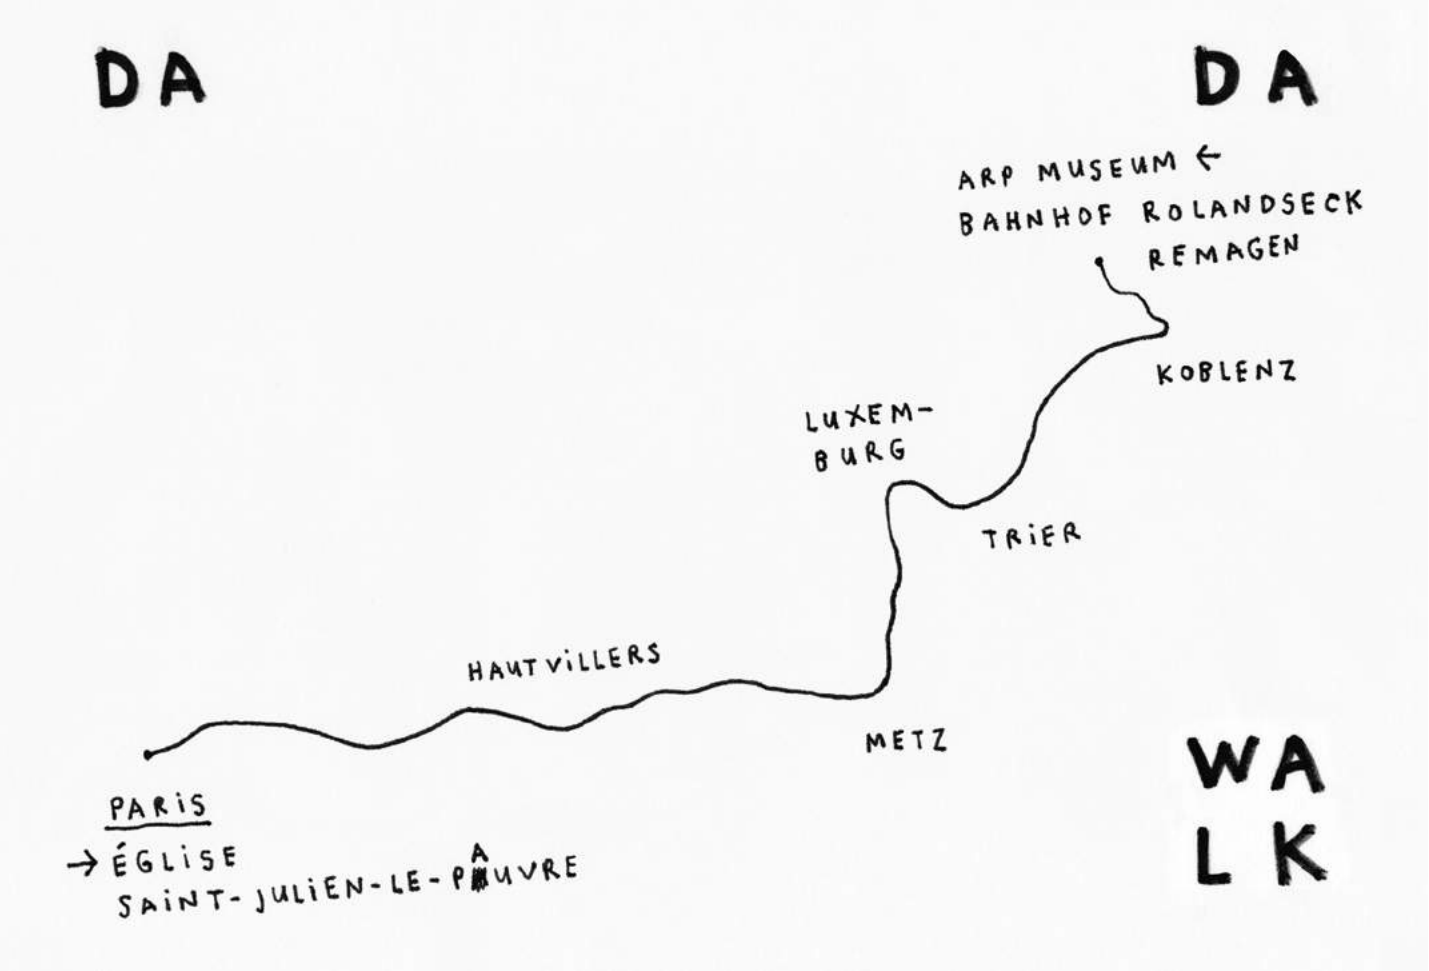 DA DA
ARP MUSEUM ←
BAHNHOF ROLANDSECK
REMAGEN
KOBLENZ
LUXEM-
BURG
TRiER
HAUTViLLERS
METZ
PARiS
→ ÉGLiSE
SAiNT-JULiEN-LE-PAUVRE
WA
LK